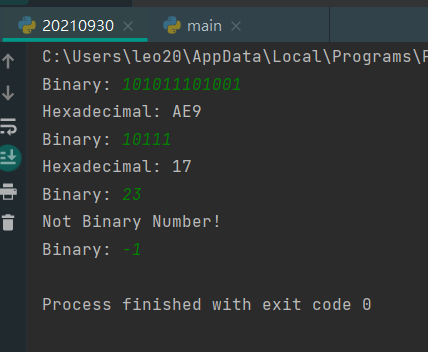 20210930 × main ×
C:\Users\leo20\AppData\Local\Programs\
Binary: 101011101001
Hexadecimal: AE9
Binary: 10111
Hexadecimal: 17
Binary: 23
Not Binary Number!
Binary: -1
Process finished with exit code 0